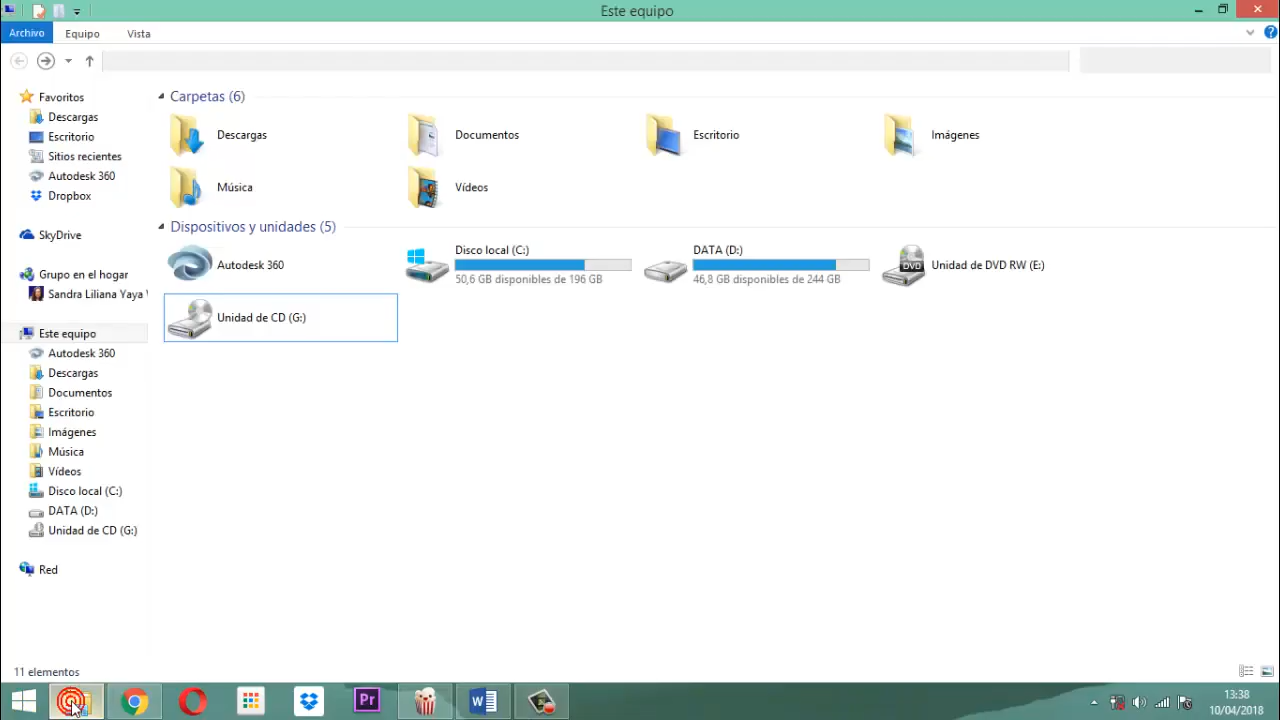 Este equipo
Archivo
Equipo
Vista
Favoritos
Descargas
Escritorio
Sitios recientes
Autodesk 360
Dropbox
SkyDrive
Grupo en el hogar
Sandra Liliana Yaya
Este equipo
Autodesk 360
Descargas
Documentos
Escritorio
Imágenes
Música
Vídeos
Disco local (C:)
DATA (D:)
Unidad de CD (G:)
Red
Carpetas (6)
Descargas
Documentos
Escritorio
Imágenes
Música
Vídeos
Dispositivos y unidades (5)
Autodesk 360
Disco local (C:)
50,6 GB disponibles de 196 GB
DATA (D:)
46,8 GB disponibles de 244 GB
DVD
Unidad de DVD RW (E:)
Unidad de CD (G:)
11 elementos
Pr
W
13:38
10/04/2018